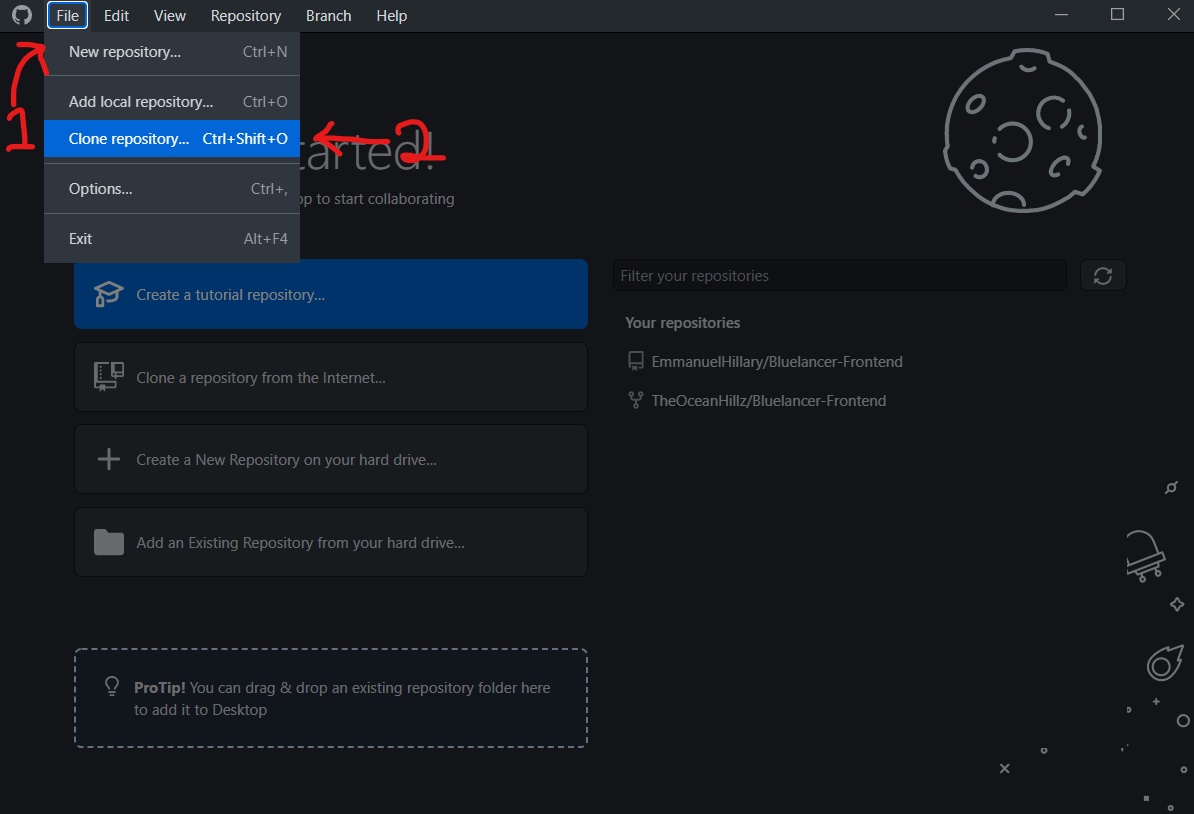 File Edit View Repository Branch Help
New repository... Ctrl+N
1
Add local repository... Ctrl+O
Clone repository... Ctrl+Shift+O
2
Options... Ctrl+,
to start collaborating
Exit Alt+F4
Create a tutorial repository...
Filter your repositories
Your repositories
Clone a repository from the Internet...
EmmanuelHillary/Bluelancer-Frontend
TheOceanHillz/Bluelancer-Frontend
Create a New Repository on your hard drive...
Add an Existing Repository from your hard drive...
ProTip! You can drag & drop an existing repository folder here
to add it to Desktop